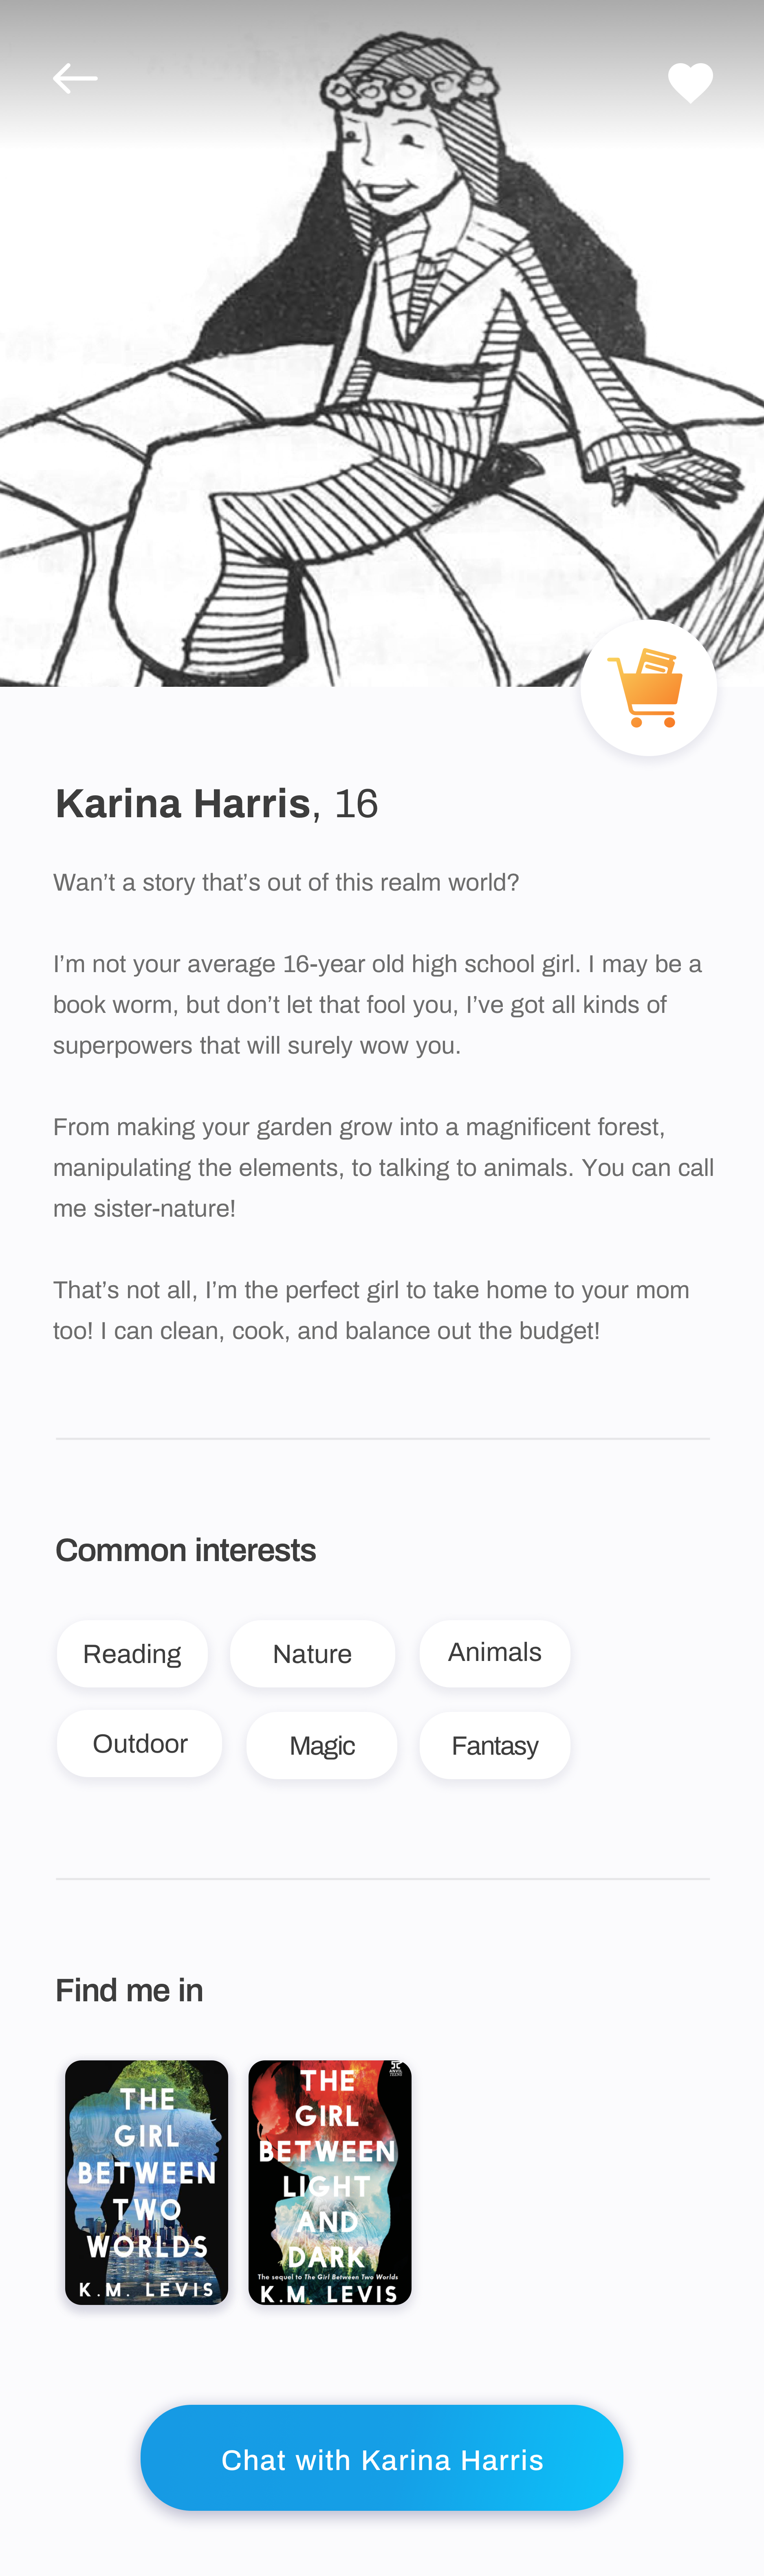 Karina Harris, 16
Wan’t a story that’s out of this realm world?
I’m not your average 16-year old high school girl. I may be a
book worm, but don’t let that fool you, I’ve got all kinds of
superpowers that will surely wow you.
From making your garden grow into a magnificent forest,
manipulating the elements, to talking to animals. You can call
me sister-nature!
That’s not all, I’m the perfect girl to take home to your mom
too! I can clean, cook, and balance out the budget!
Common interests
Reading Nature Animals
Outdoor Magic Fantasy
Find me in
THE
GIRL
BETWEEN
TWO
WORLDS
K.M. LEVIS
THE
GIRL
BETWEEN
LIGHT
AND
DARK
The sequel to The Girl Between Two Worlds
K.M. LEVIS
Chat with Karina Harris